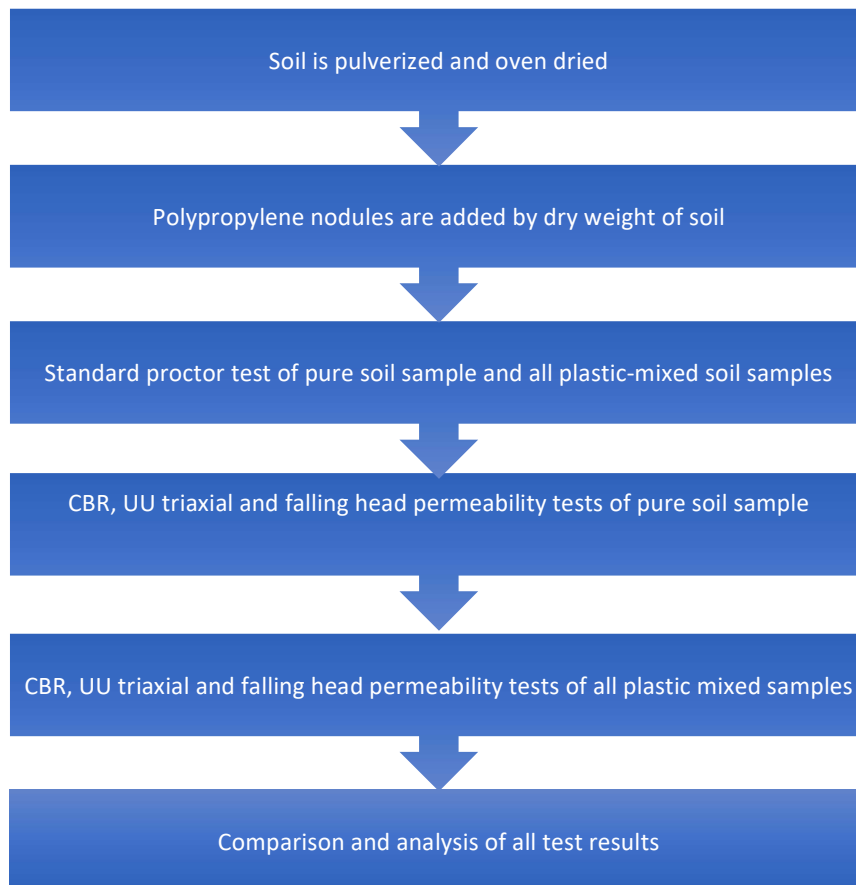 Soil is pulverized and oven dried
Polypropylene nodules are added by dry weight of soil
Standard proctor test of pure soil sample and all plastic-mixed soil samples
CBR, UU triaxial and falling head permeability tests of pure soil sample
CBR, UU triaxial and falling head permeability tests of all plastic mixed samples
Comparison and analysis of all test results